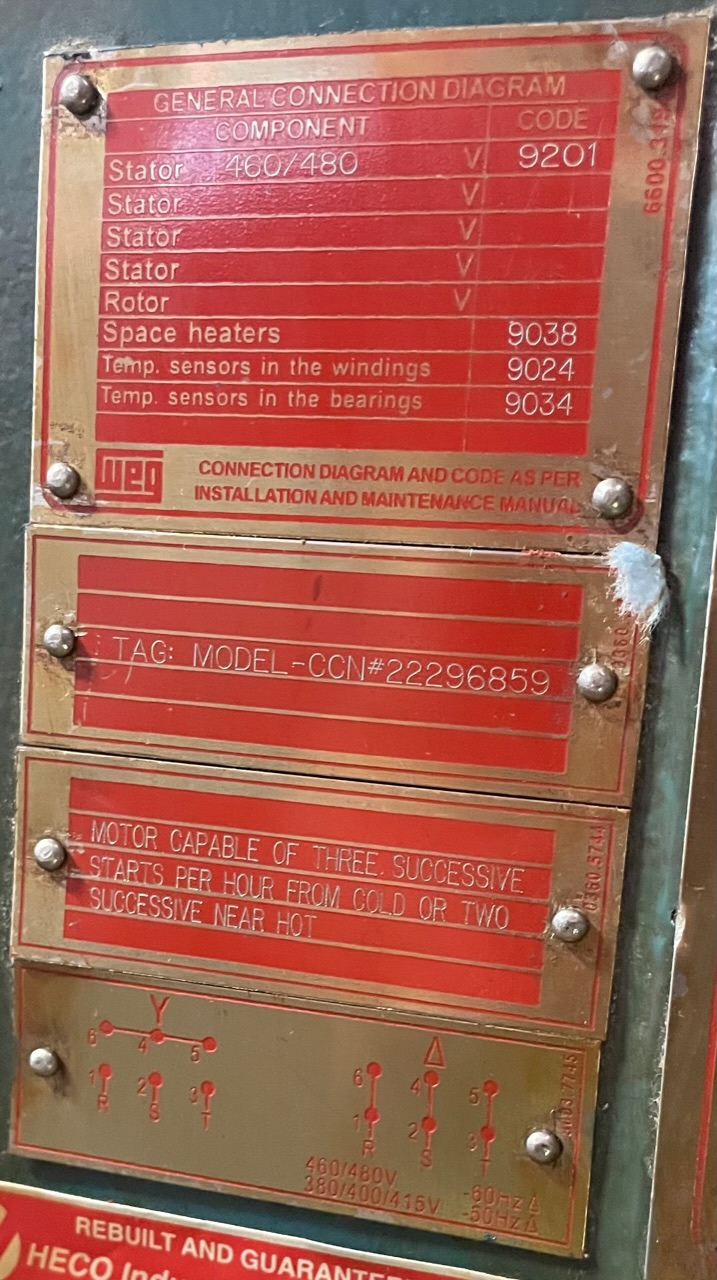 GENERAL CONNECTION DIAGRAM
COMPONENT CODE
Stator 460/480 V 9201
Stator V
Stator V
Stator V
Rotor V
Space heaters 9038
Temp. sensors in the windings 9024
Temp. sensors in the bearings 9034
weg
CONNECTION DIAGRAM AND CODE AS PER
INSTALLATION AND MAINTENANCE MANUAL
TAG: MODEL-CCN#22296859
MOTOR CAPABLE OF THREE SUCCESSIVE
STARTS PER HOUR FROM COLD OR TWO
SUCCESSIVE NEAR HOT
0360.5744
Y Δ
6 4 5 6 4 5
1 2 3 1 2 3
R S T R S T
460/480V -60Hz Δ
380/400/415V -50Hz Δ
REBUILT AND
HECO